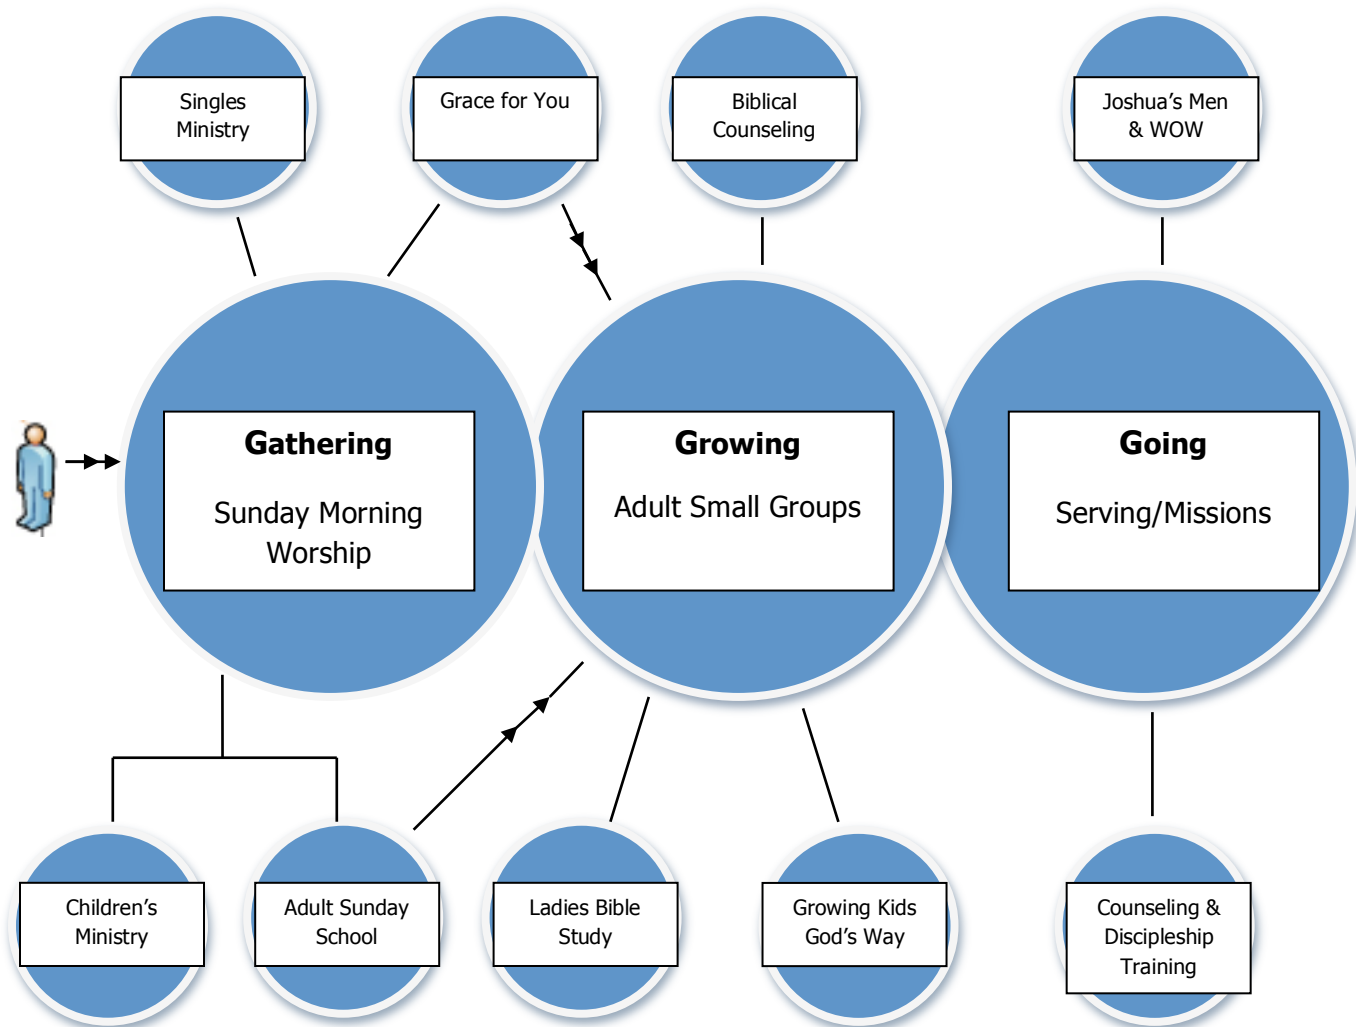 Singles
Ministry
Grace for You
Biblical
Counseling
Joshua’s Men
& WOW
Gathering
Sunday Morning
Worship
Growing
Adult Small Groups
Going
Serving/Missions
Children’s
Ministry
Adult Sunday
School
Ladies Bible
Study
Growing Kids
God’s Way
Counseling &
Discipleship
Training